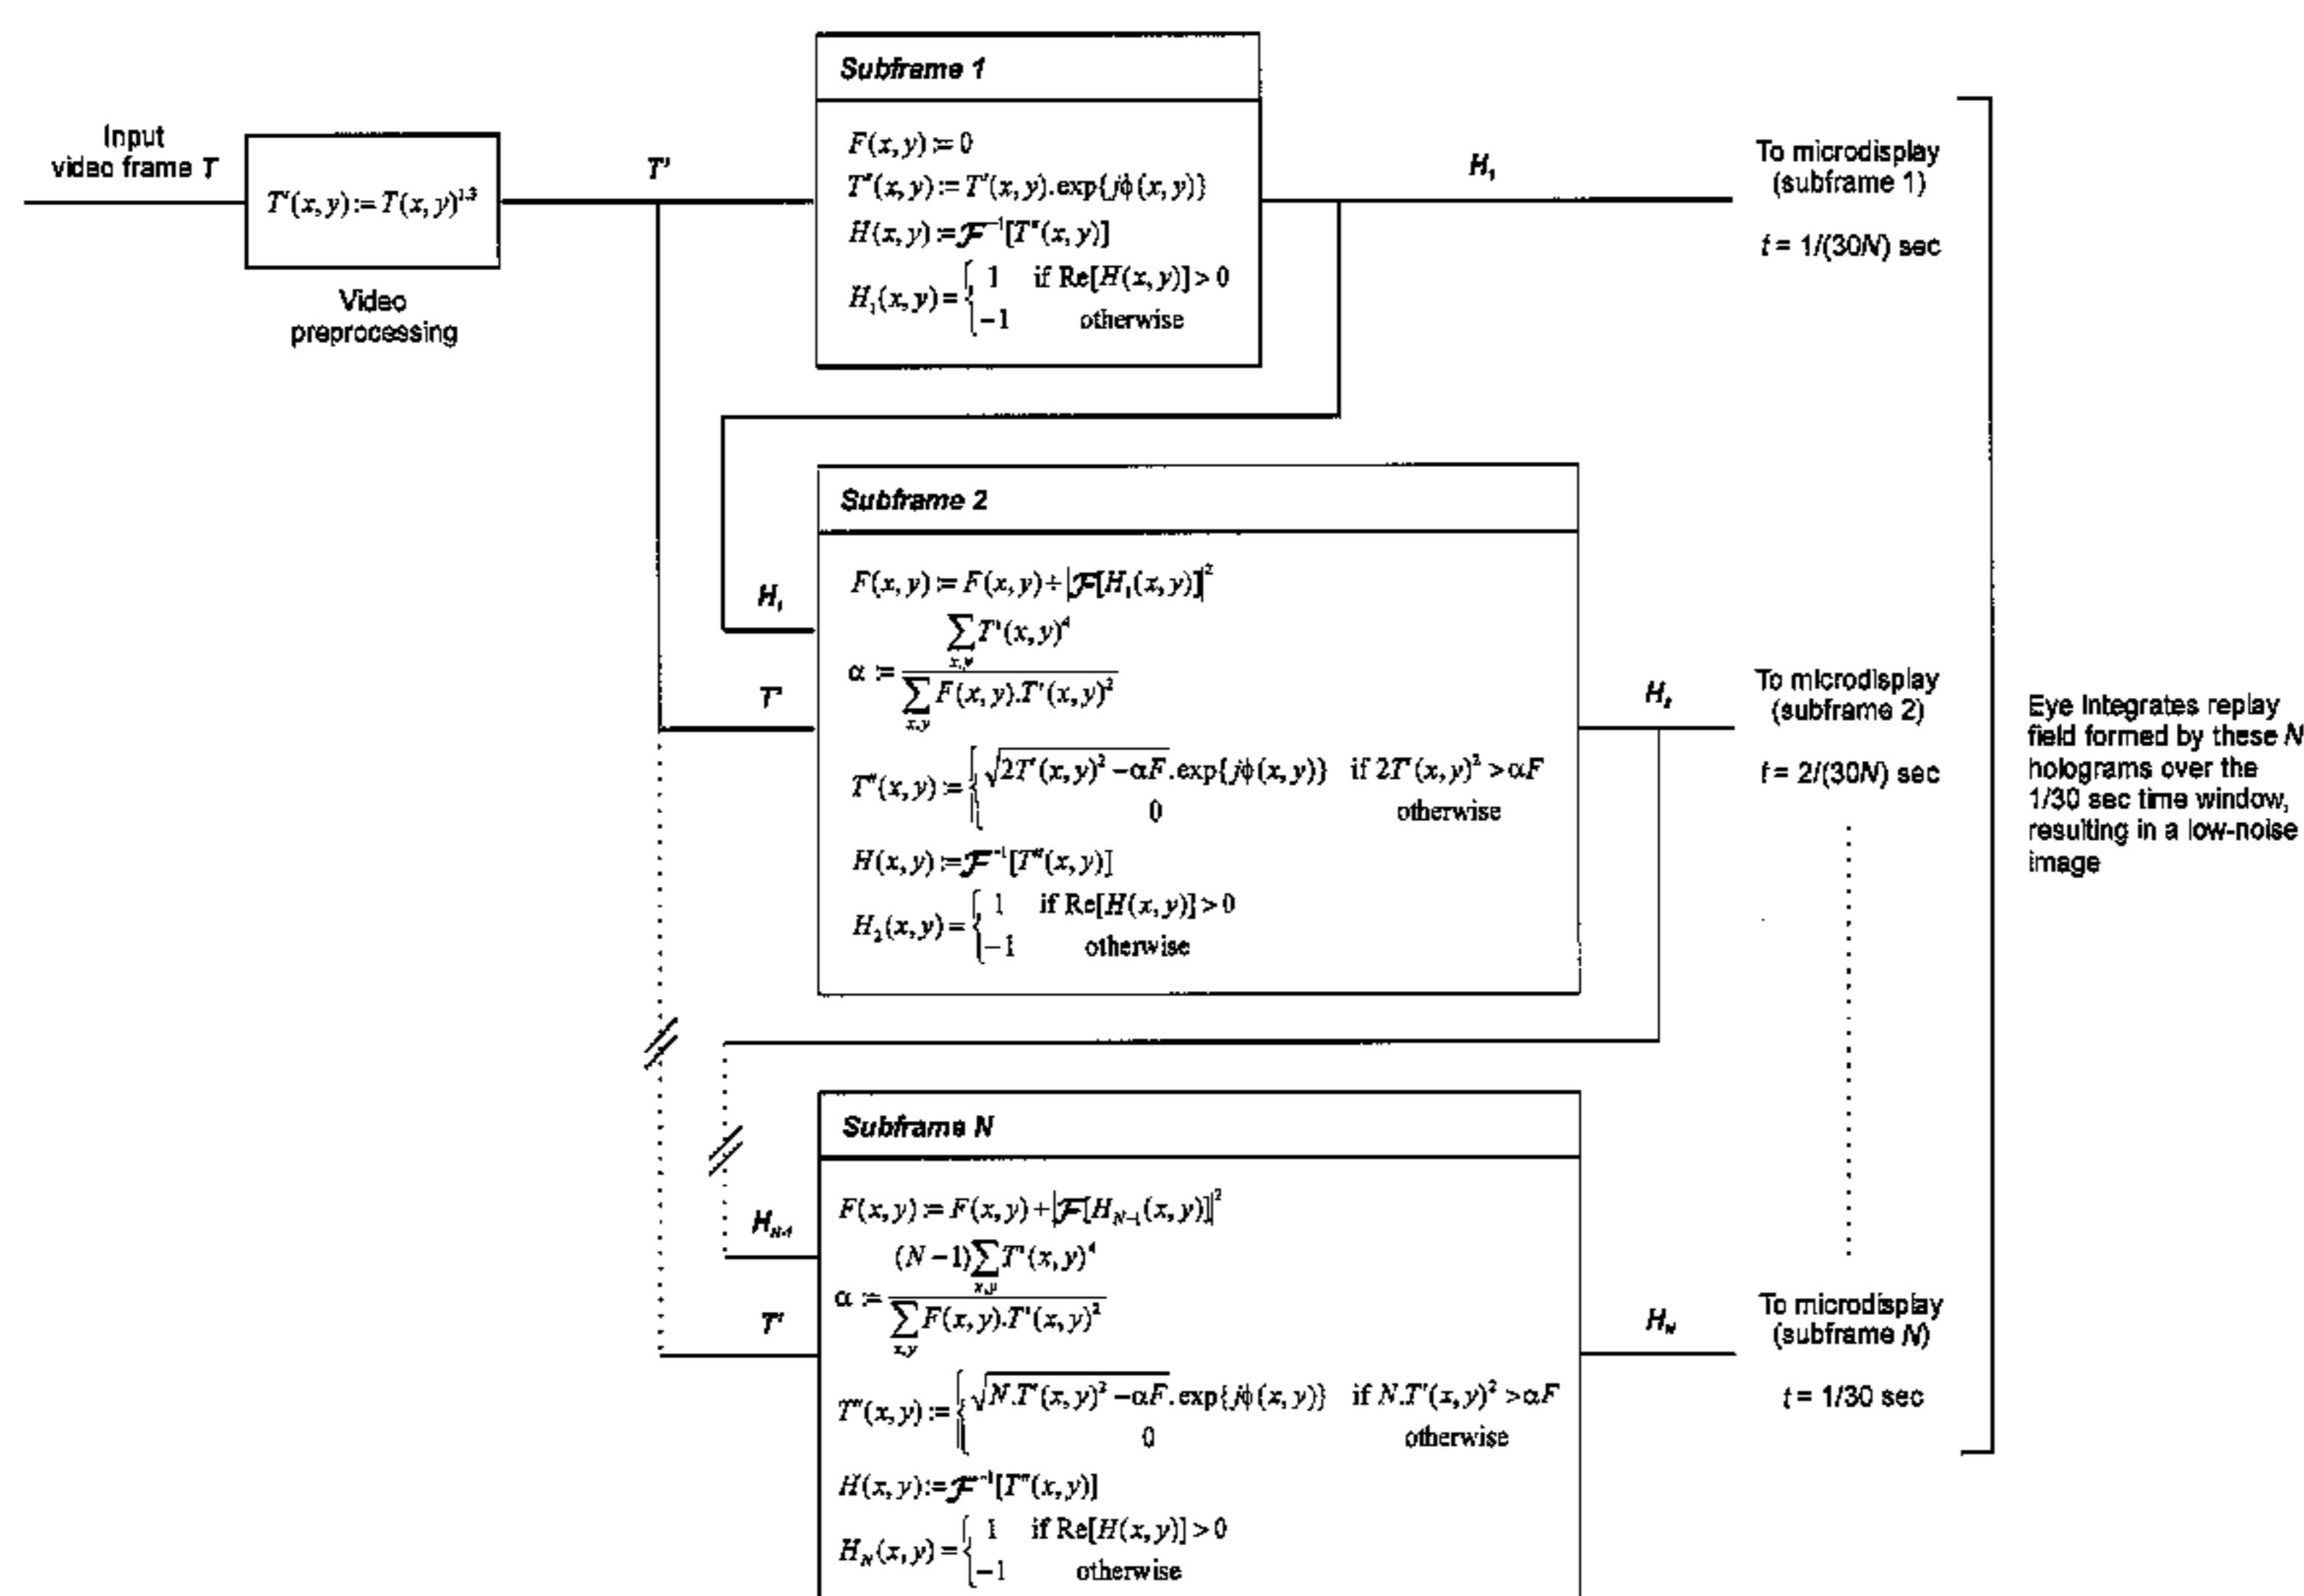 Input
video frame T
T'(x, y) := T(x, y)^1.3
Video
preprocessing
T'
Subframe 1
F(x, y) := 0
T''(x, y) := T'(x, y).exp{jϕ(x, y)}
H(x, y) := 𝓕⁻¹[T''(x, y)]
H₁(x, y) = { 1 if Re[H(x, y)] > 0
−1 otherwise
H₁
To microdisplay
(subframe 1)
t = 1/(30N) sec
Subframe 2
H₁
T'
F(x, y) := F(x, y) + |𝓕[H₁(x, y)]|²
∑ T'(x, y)⁴
x,y
α :=
∑ F(x, y).T'(x, y)²
x,y
T''(x, y) := { √(2T'(x, y)² − αF).exp{jϕ(x, y)} if 2T'(x, y)² > αF
0 otherwise
H(x, y) := 𝓕⁻¹[T''(x, y)]
H₂(x, y) = { 1 if Re[H(x, y)] > 0
−1 otherwise
H₂
To microdisplay
(subframe 2)
t = 2/(30N) sec
Eye integrates replay
field formed by these N
holograms over the
1/30 sec time window,
resulting in a low-noise
image
Subframe N
H_{N-1}
T'
F(x, y) := F(x, y) + |𝓕[H_{N−1}(x, y)]|²
(N − 1)∑ T'(x, y)⁴
x,y
α :=
∑ F(x, y).T'(x, y)²
x,y
T''(x, y) := { √(N.T'(x, y)² − αF).exp{jϕ(x, y)} if N.T'(x, y)² > αF
0 otherwise
H(x, y) := 𝓕⁻¹[T''(x, y)]
H_N(x, y) = { 1 if Re[H(x, y)] > 0
−1 otherwise
H_N
To microdisplay
(subframe N)
t = 1/30 sec